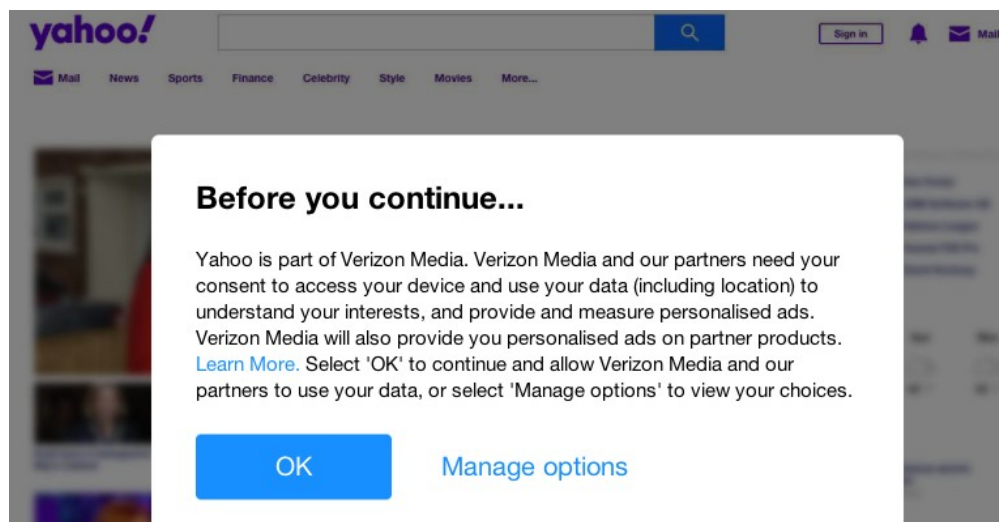 yahoo!
Sign in
Mail
Mail News Sports Finance Celebrity Style Movies More...
Before you continue...
Yahoo is part of Verizon Media. Verizon Media and our partners need your
consent to access your device and use your data (including location) to
understand your interests, and provide and measure personalised ads.
Verizon Media will also provide you personalised ads on partner products.
Learn More. Select 'OK' to continue and allow Verizon Media and our
partners to use your data, or select 'Manage options' to view your choices.
OK
Manage options